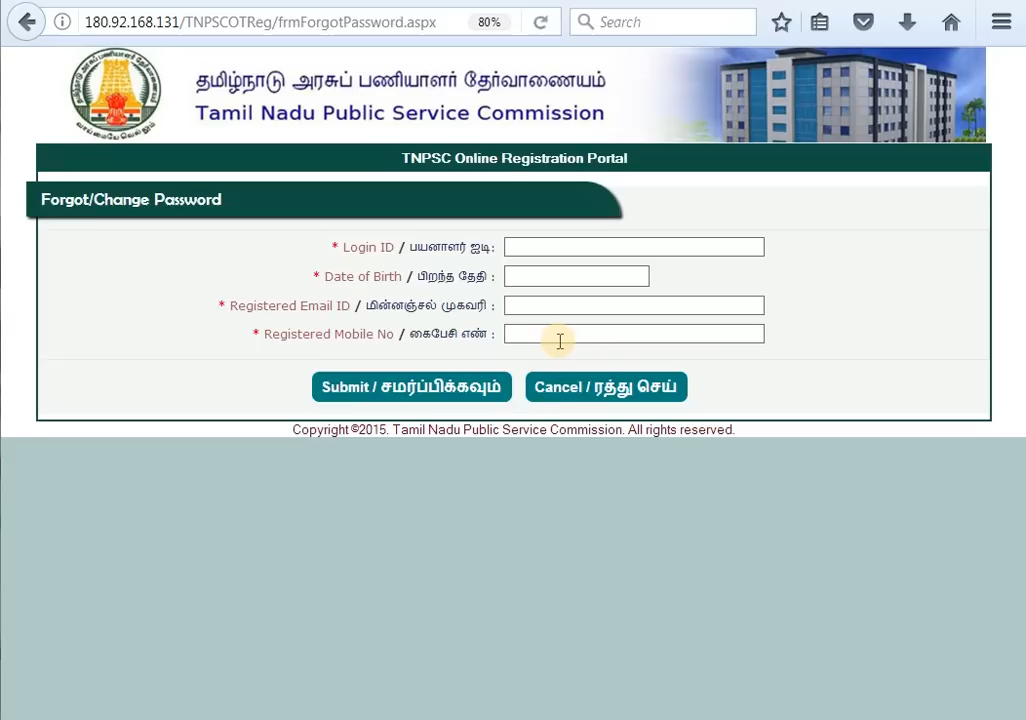 180.92.168.131/TNPSCOTReg/frmForgotPassword.aspx 80% Search
தமிழ்நாடு அரசுப் பணியாளர் தேர்வாணையம்
Tamil Nadu Public Service Commission
TNPSC Online Registration Portal
Forgot/Change Password
* Login ID / பயனாளர் ஐடி:
* Date of Birth / பிறந்த தேதி :
* Registered Email ID / மின்னஞ்சல் முகவரி :
* Registered Mobile No / கைபேசி எண் :
Submit / சமர்ப்பிக்கவும் Cancel / ரத்து செய்
Copyright ©2015. Tamil Nadu Public Service Commission. All rights reserved.